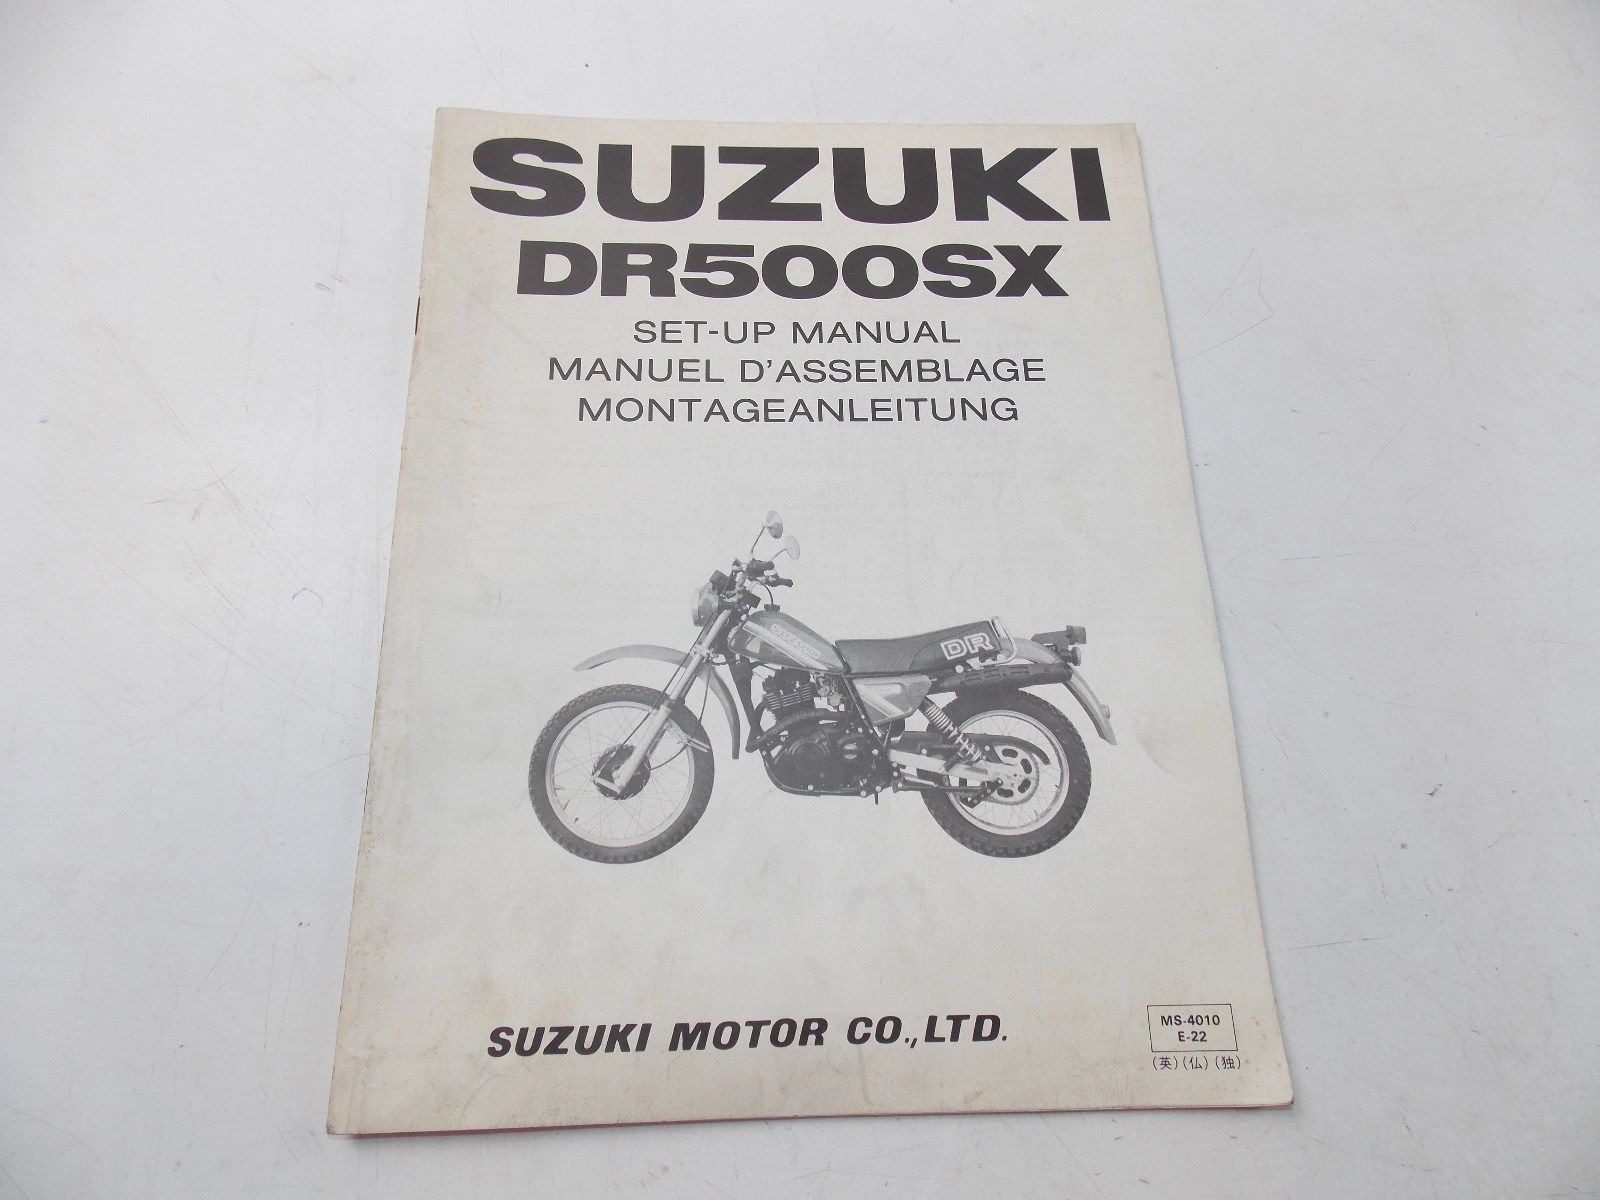 SUZUKI
DR500SX
SET-UP MANUAL
MANUEL D'ASSEMBLAGE
MONTAGEANLEITUNG
SUZUKI
DR
SUZUKI MOTOR CO.,LTD.
MS-4010
E-22
(英)(仏)(独)